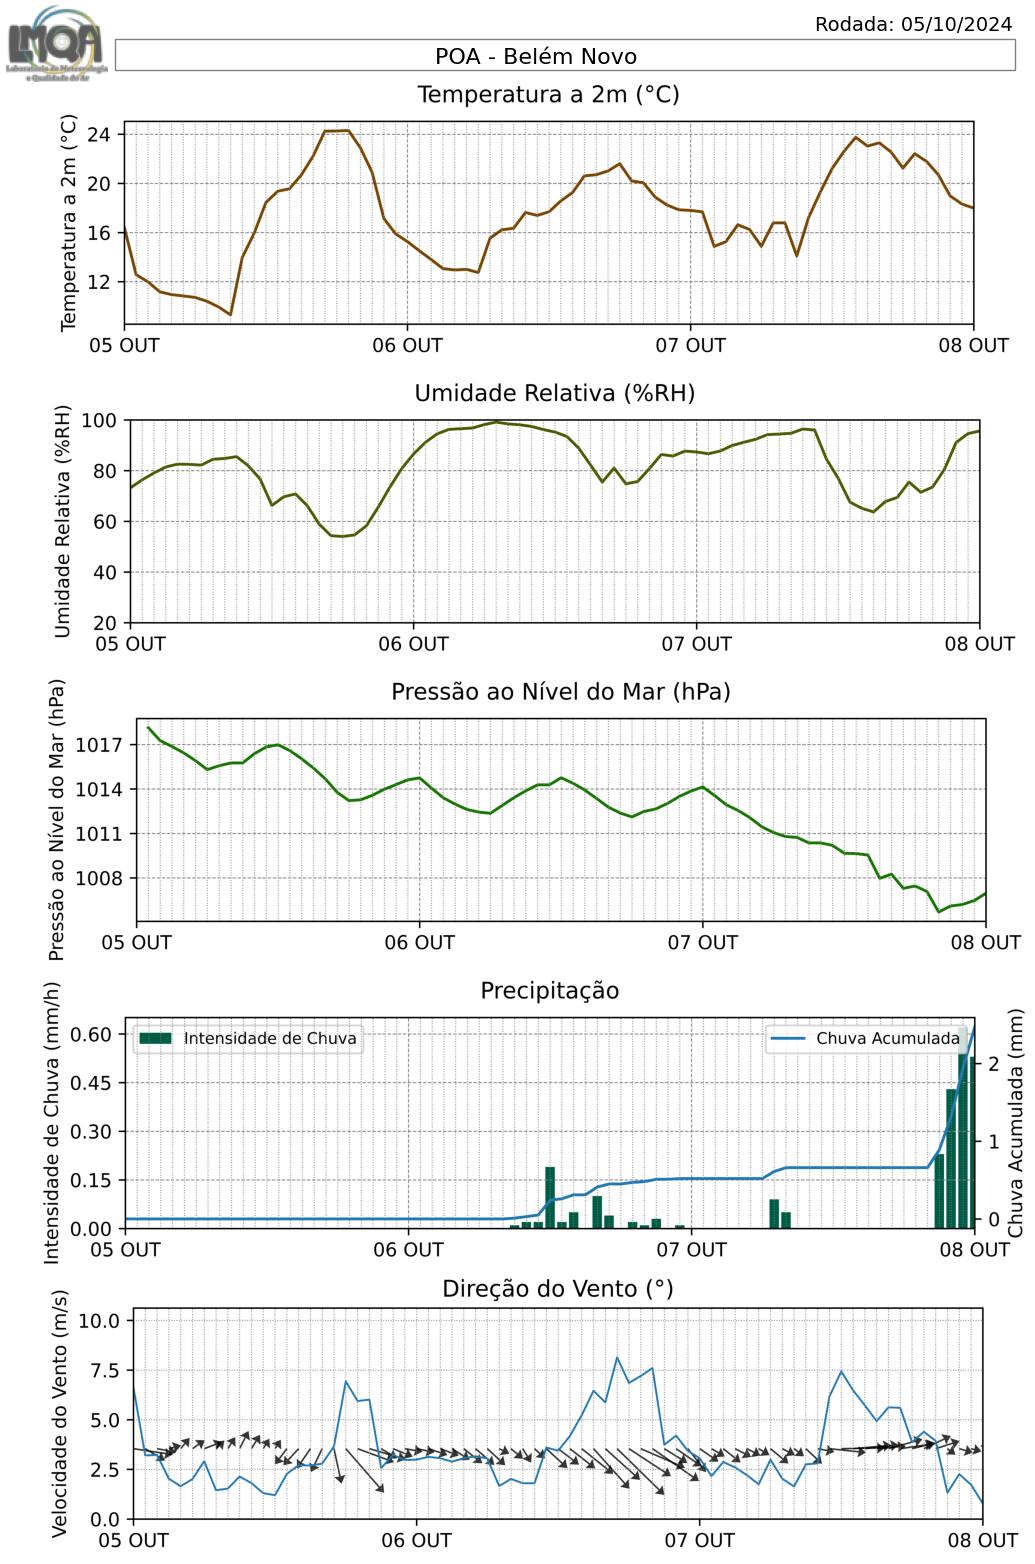 LMQA
Laboratório de Meteorologia
e Qualidade do Ar
Rodada: 05/10/2024
POA - Belém Novo
Temperatura a 2m (°C)
Temperatura a 2m (°C)
24
20
16
12
05 OUT 06 OUT 07 OUT 08 OUT
Umidade Relativa (%RH)
Umidade Relativa (%RH)
100
80
60
40
20
05 OUT 06 OUT 07 OUT 08 OUT
Pressão ao Nível do Mar (hPa)
Pressão ao Nível do Mar (hPa)
1017
1014
1011
1008
05 OUT 06 OUT 07 OUT 08 OUT
Precipitação
Intensidade de Chuva (mm/h)
0.60
0.45
0.30
0.15
0.00
Intensidade de Chuva
Chuva Acumulada
Chuva Acumulada (mm)
2
1
0
05 OUT 06 OUT 07 OUT 08 OUT
Direção do Vento (°)
Velocidade do Vento (m/s)
10.0
7.5
5.0
2.5
0.0
05 OUT 06 OUT 07 OUT 08 OUT